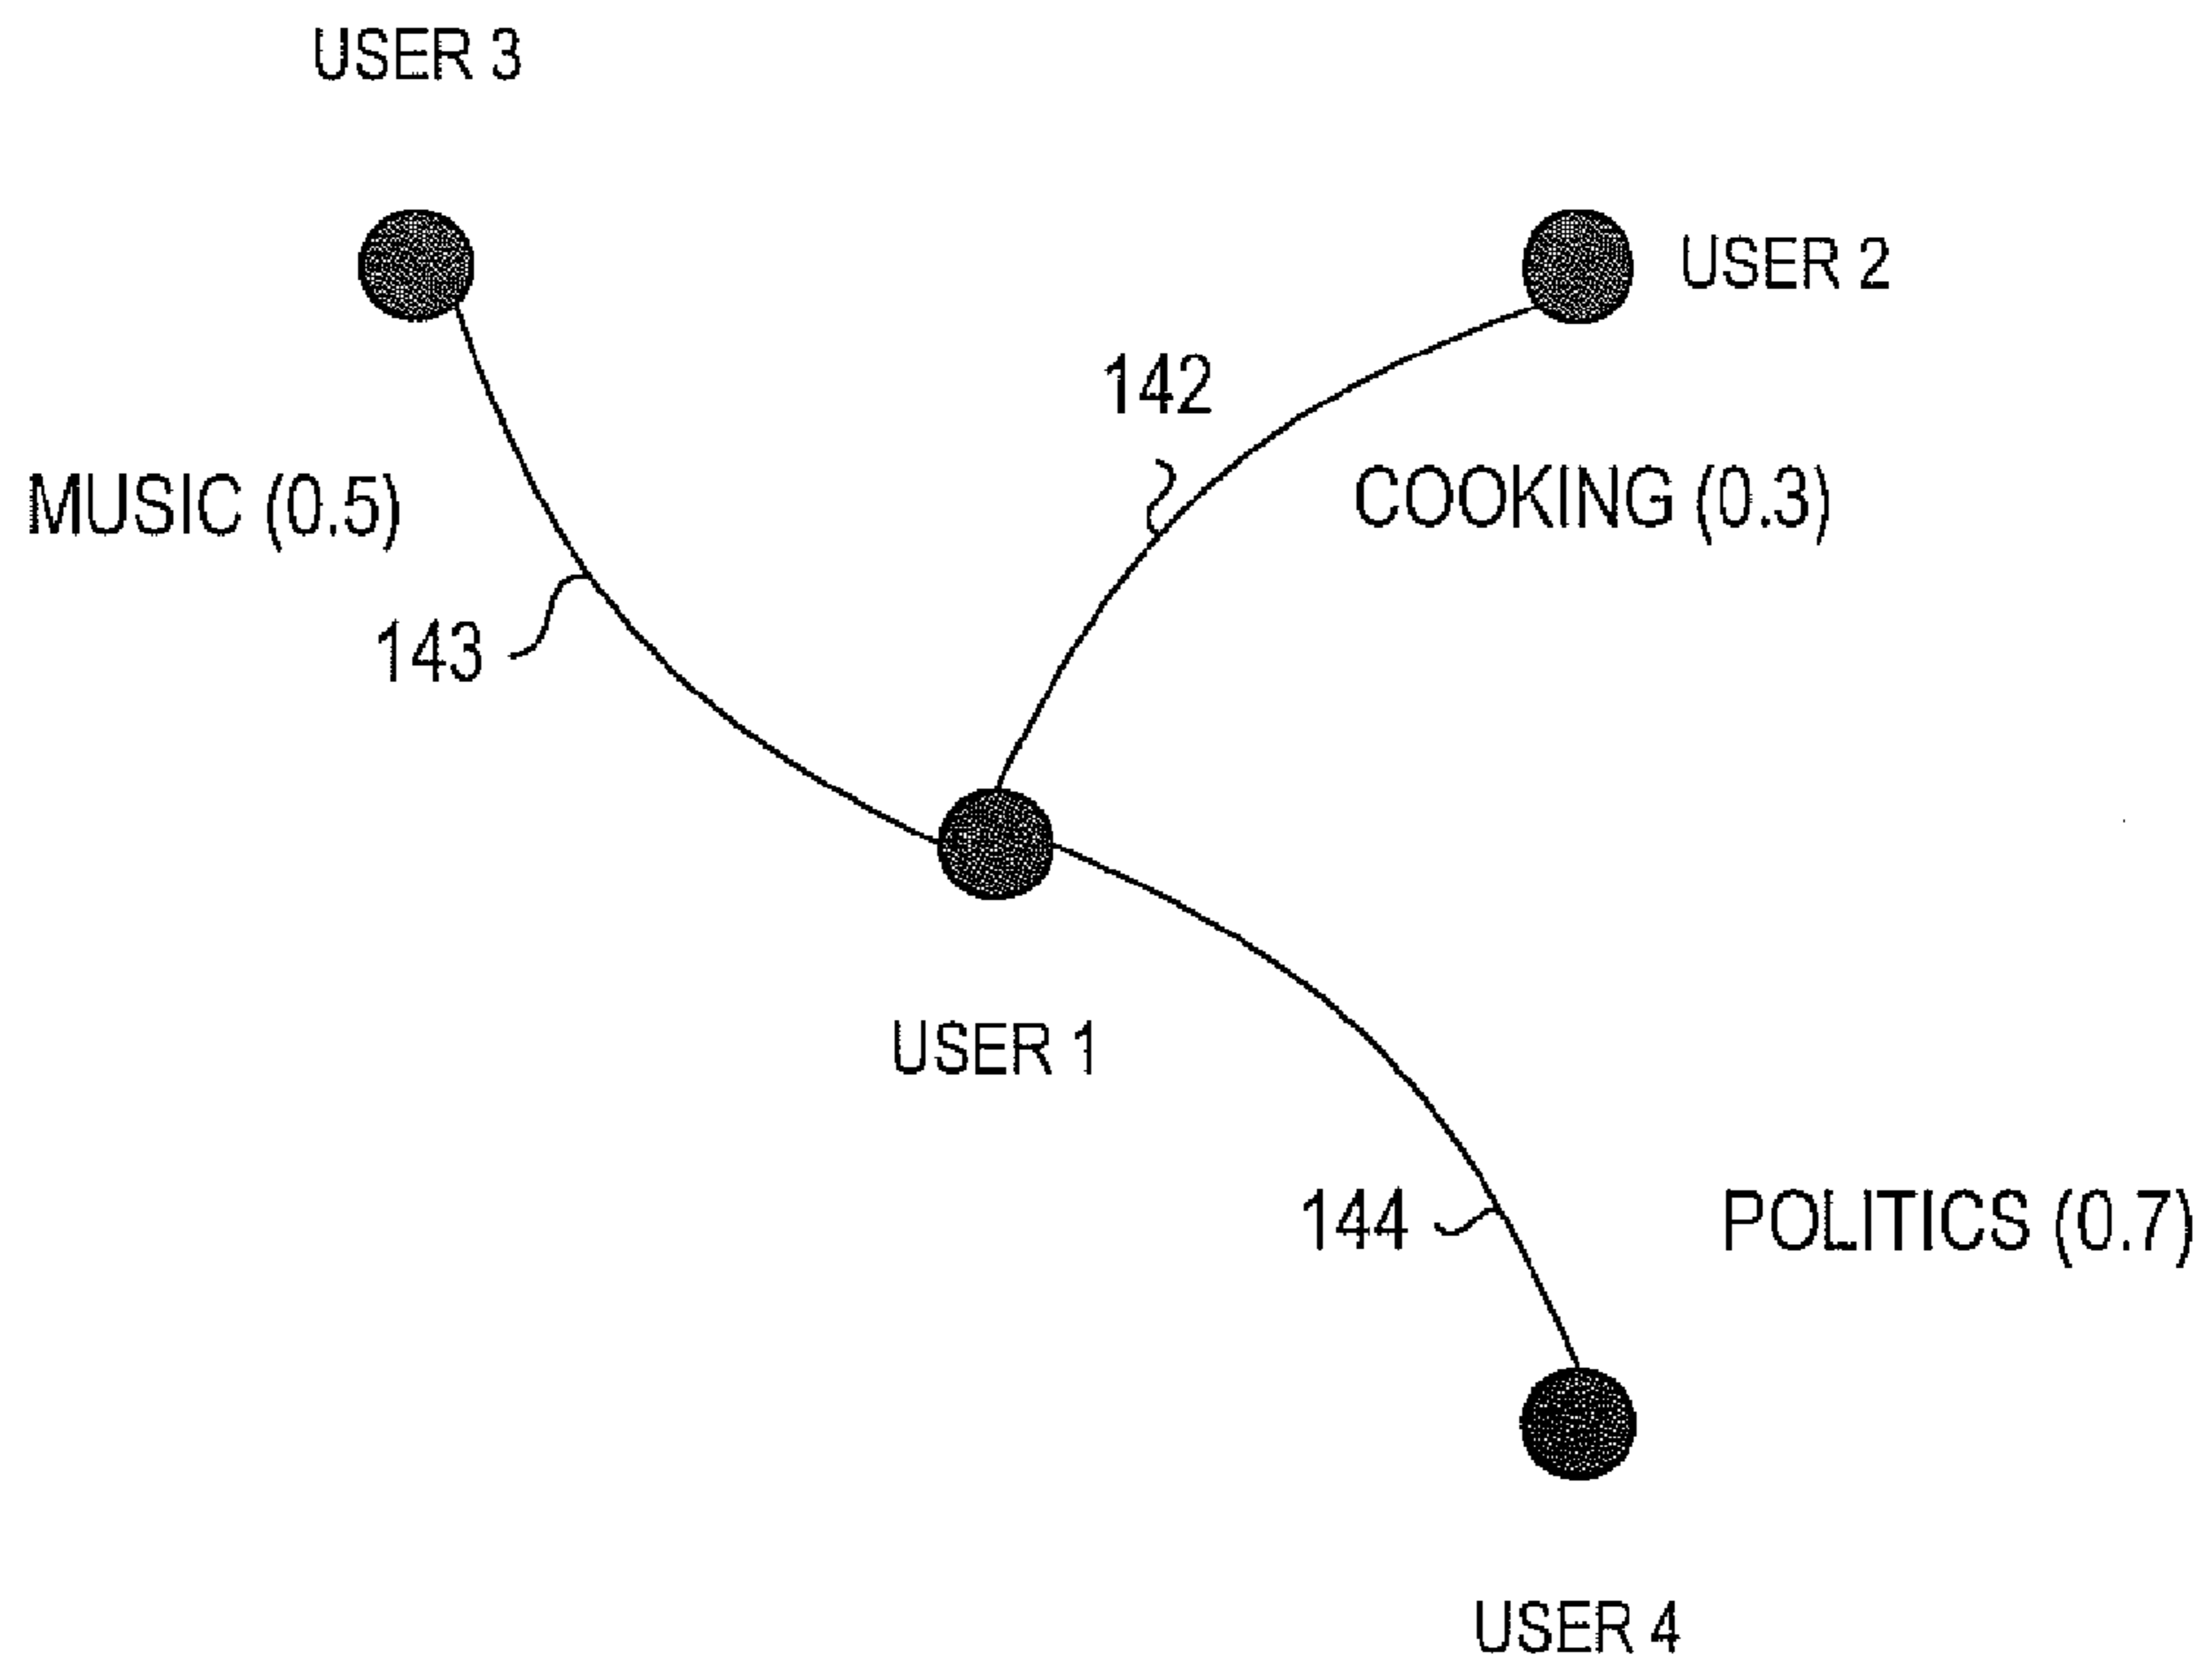 USER 3
USER 2
142
MUSIC (0.5)
COOKING (0.3)
143
USER 1
144
POLITICS (0.7)
USER 4